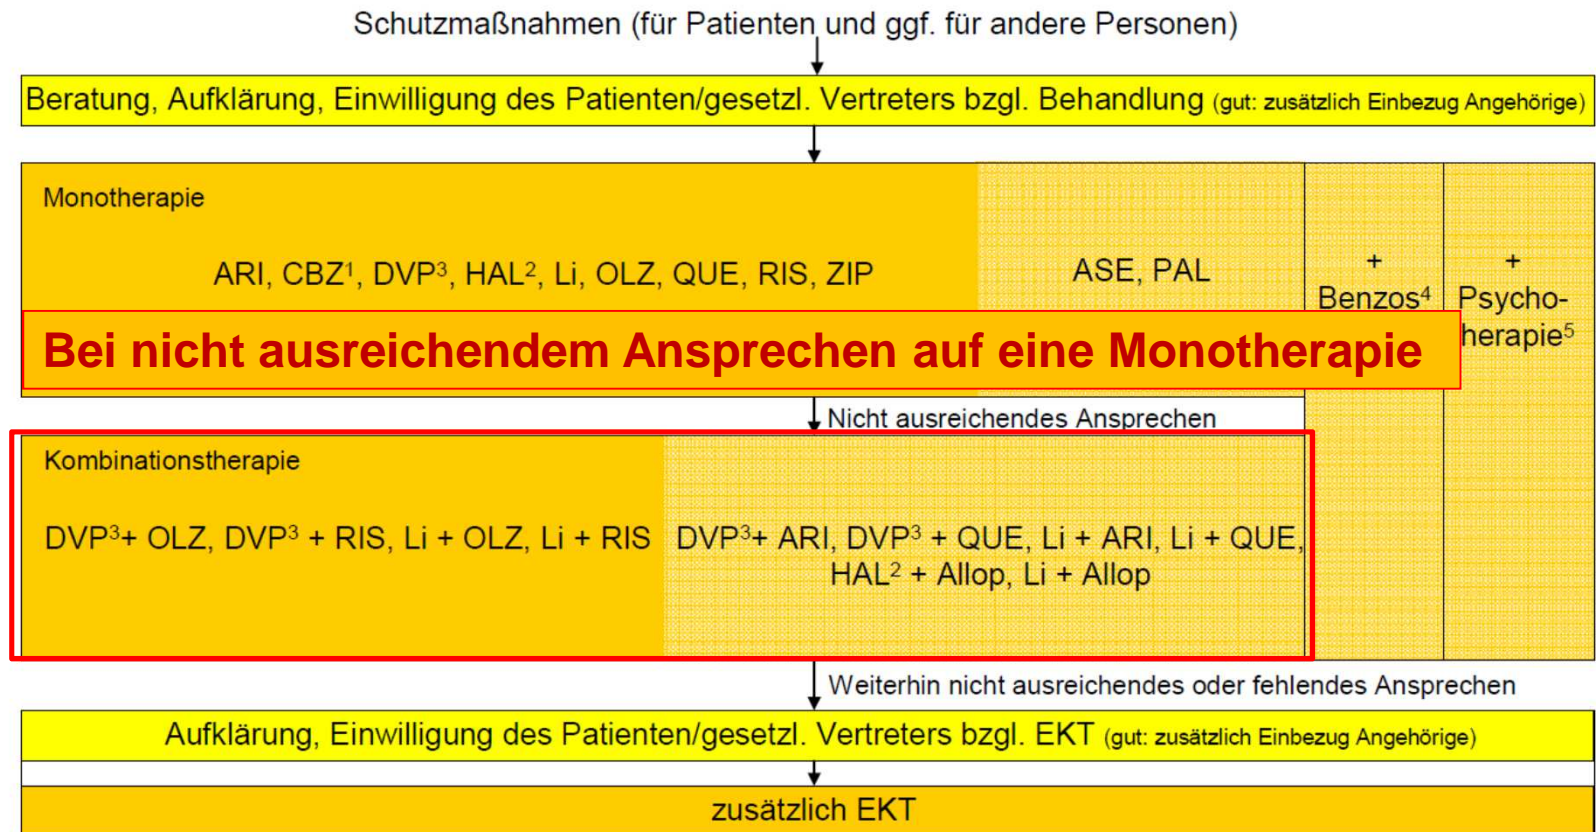 Schutzmaßnahmen (für Patienten und ggf. für andere Personen)
Beratung, Aufklärung, Einwilligung des Patienten/gesetzl. Vertreters bzgl. Behandlung (gut: zusätzlich Einbezug Angehörige)
Monotherapie
ARI, CBZ¹, DVP³, HAL², Li, OLZ, QUE, RIS, ZIP
ASE, PAL
+
Benzos⁴
+
Psycho-
herapie⁵
Bei nicht ausreichendem Ansprechen auf eine Monotherapie
Nicht ausreichendes Ansprechen
Kombinationstherapie
DVP³+ OLZ, DVP³ + RIS, Li + OLZ, Li + RIS
DVP³+ ARI, DVP³ + QUE, Li + ARI, Li + QUE,
HAL² + Allop, Li + Allop
Weiterhin nicht ausreichendes oder fehlendes Ansprechen
Aufklärung, Einwilligung des Patienten/gesetzl. Vertreters bzgl. EKT (gut: zusätzlich Einbezug Angehörige)
zusätzlich EKT